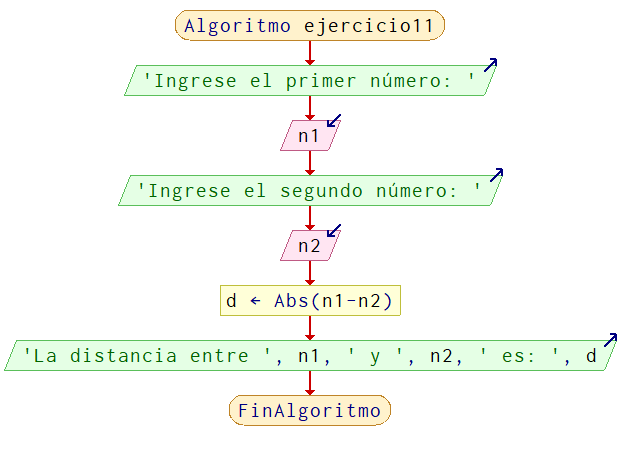 Algoritmo ejercicio11
'Ingrese el primer número: '
n1
'Ingrese el segundo número: '
n2
d ← Abs(n1-n2)
'La distancia entre ', n1, ' y ', n2, ' es: ', d
FinAlgoritmo